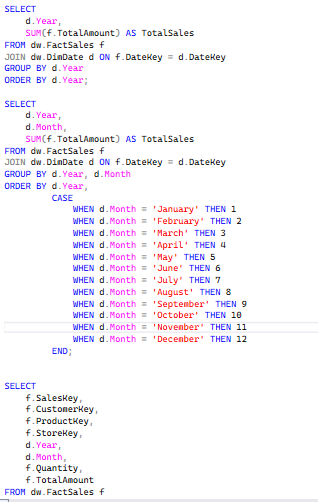 SELECT
    d.Year,
    SUM(f.TotalAmount) AS TotalSales
FROM dw.FactSales f
JOIN dw.DimDate d ON f.DateKey = d.DateKey
GROUP BY d.Year
ORDER BY d.Year;

SELECT
    d.Year,
    d.Month,
    SUM(f.TotalAmount) AS TotalSales
FROM dw.FactSales f
JOIN dw.DimDate d ON f.DateKey = d.DateKey
GROUP BY d.Year, d.Month
ORDER BY d.Year,
         CASE
             WHEN d.Month = 'January' THEN 1
             WHEN d.Month = 'February' THEN 2
             WHEN d.Month = 'March' THEN 3
             WHEN d.Month = 'April' THEN 4
             WHEN d.Month = 'May' THEN 5
             WHEN d.Month = 'June' THEN 6
             WHEN d.Month = 'July' THEN 7
             WHEN d.Month = 'August' THEN 8
             WHEN d.Month = 'September' THEN 9
             WHEN d.Month = 'October' THEN 10
             WHEN d.Month = 'November' THEN 11
             WHEN d.Month = 'December' THEN 12
         END;

SELECT
    f.SalesKey,
    f.CustomerKey,
    f.ProductKey,
    f.StoreKey,
    d.Year,
    d.Month,
    f.Quantity,
    f.TotalAmount
FROM dw.FactSales f